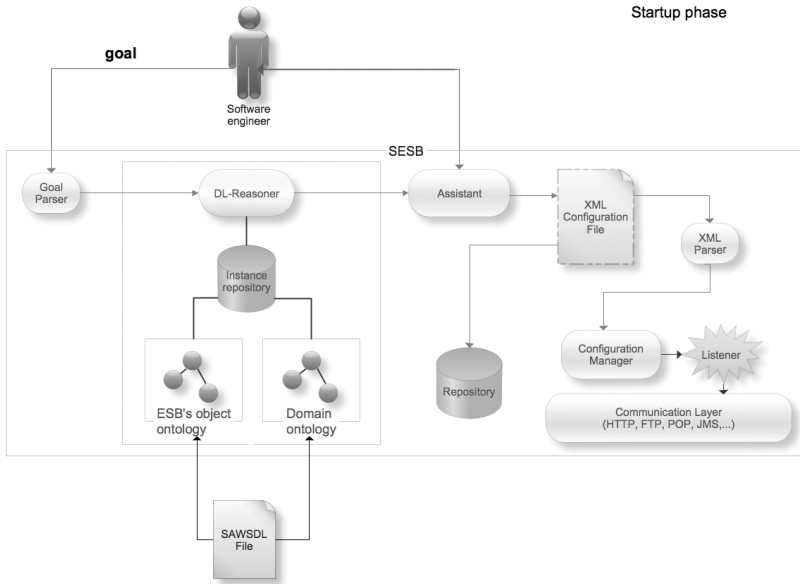 Startup phase
goal
Software
engineer
SESB
Goal
Parser
DL-Reasoner
Assistant
XML
Configuration
File
XML
Parser
Instance
repository
Configuration
Manager
Listener
Repository
ESB's object
ontology
Domain
ontology
Communication Layer
(HTTP, FTP, POP, JMS,...)
SAWSDL
File